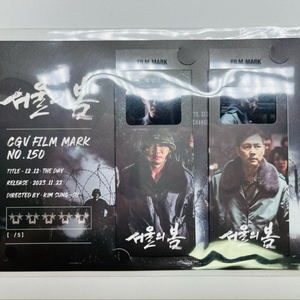 서울의봄
CGV FILM MARK
NO.150
TITLE - 12.12: THE DAY
RELEASE - 2023.11.22
DIRECTED BY - KIM SUNG-SU
[ /5]
FILM MARK
서울의봄
FILM MARK
서울의봄